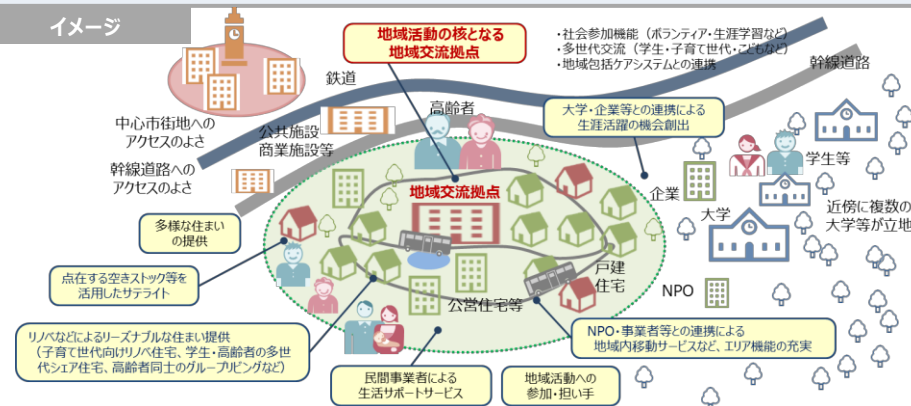 イメージ
地域活動の核となる
地域交流拠点
・社会参加機能（ボランティア・生涯学習など）
・多世代交流（学生・子育て世代・こどもなど）
・地域包括ケアシステムとの連携
幹線道路
鉄道
高齢者
大学・企業等との連携による
生涯活躍の機会創出
中心市街地への
アクセスのよさ
公共施設
商業施設等
幹線道路への
アクセスのよさ
学生等
企業
地域交流拠点
大学
近傍に複数の
大学等が立地
多様な住まい
の提供
点在する空きストック等を
活用したサテライト
戸建
住宅
NPO
公営住宅等
リノベなどによるリーズナブルな住まい提供
（子育て世代向けリノベ住宅、学生・高齢者の多世
代シェア住宅、高齢者同士のグループリビングなど）
NPO・事業者等との連携による
地域内移動サービスなど、エリア機能の充実
民間事業者による
生活サポートサービス
地域活動への
参加・担い手